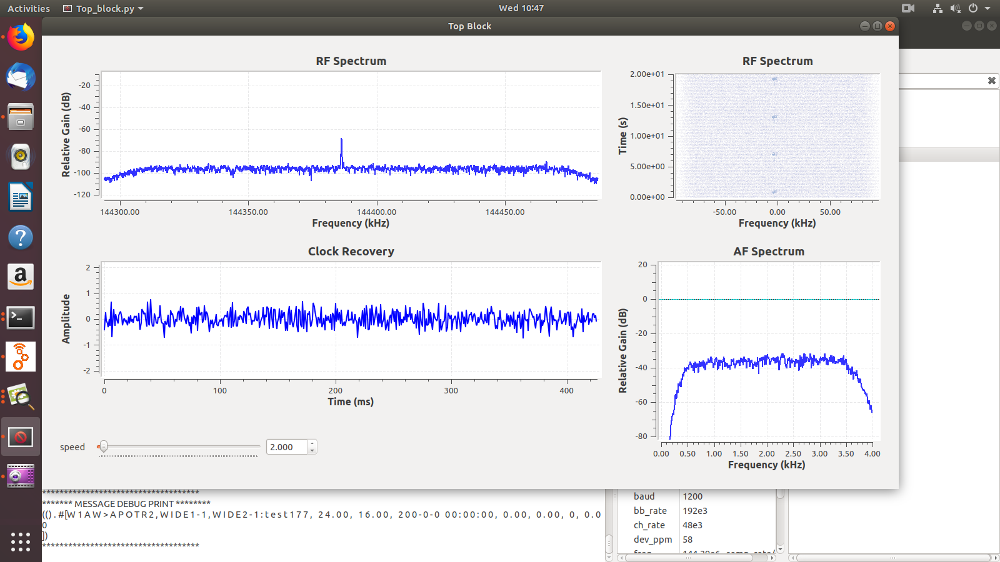 Activities
Top_block.py
Wed 10:47
Top Block
RF Spectrum
Relative Gain (dB)
-20
-40
-60
-80
-100
-120
144300.00 144350.00 144400.00 144450.00
Frequency (kHz)
RF Spectrum
Time (s)
2.00e+01
1.50e+01
1.00e+01
5.00e+00
0.00e+00
-50.00 0.00 50.00
Frequency (kHz)
Clock Recovery
Amplitude
2
1
0
-1
-2
0 100 200 300 400
Time (ms)
AF Spectrum
Relative Gain (dB)
20
0
-20
-40
-60
-80
0.00 0.50 1.00 1.50 2.00 2.50 3.00 3.50 4.00
Frequency (kHz)
speed
2.000
************************************
******* MESSAGE DEBUG PRINT ********
(() . #[W1AW>APOTR2,WIDE1-1,WIDE2-1:test177, 24.00, 16.00, 200-0-0 00:00:00, 0.00, 0.00, 0, 0.0
0
])
************************************
baud 1200
bb_rate 192e3
ch_rate 48e3
dev_ppm 58